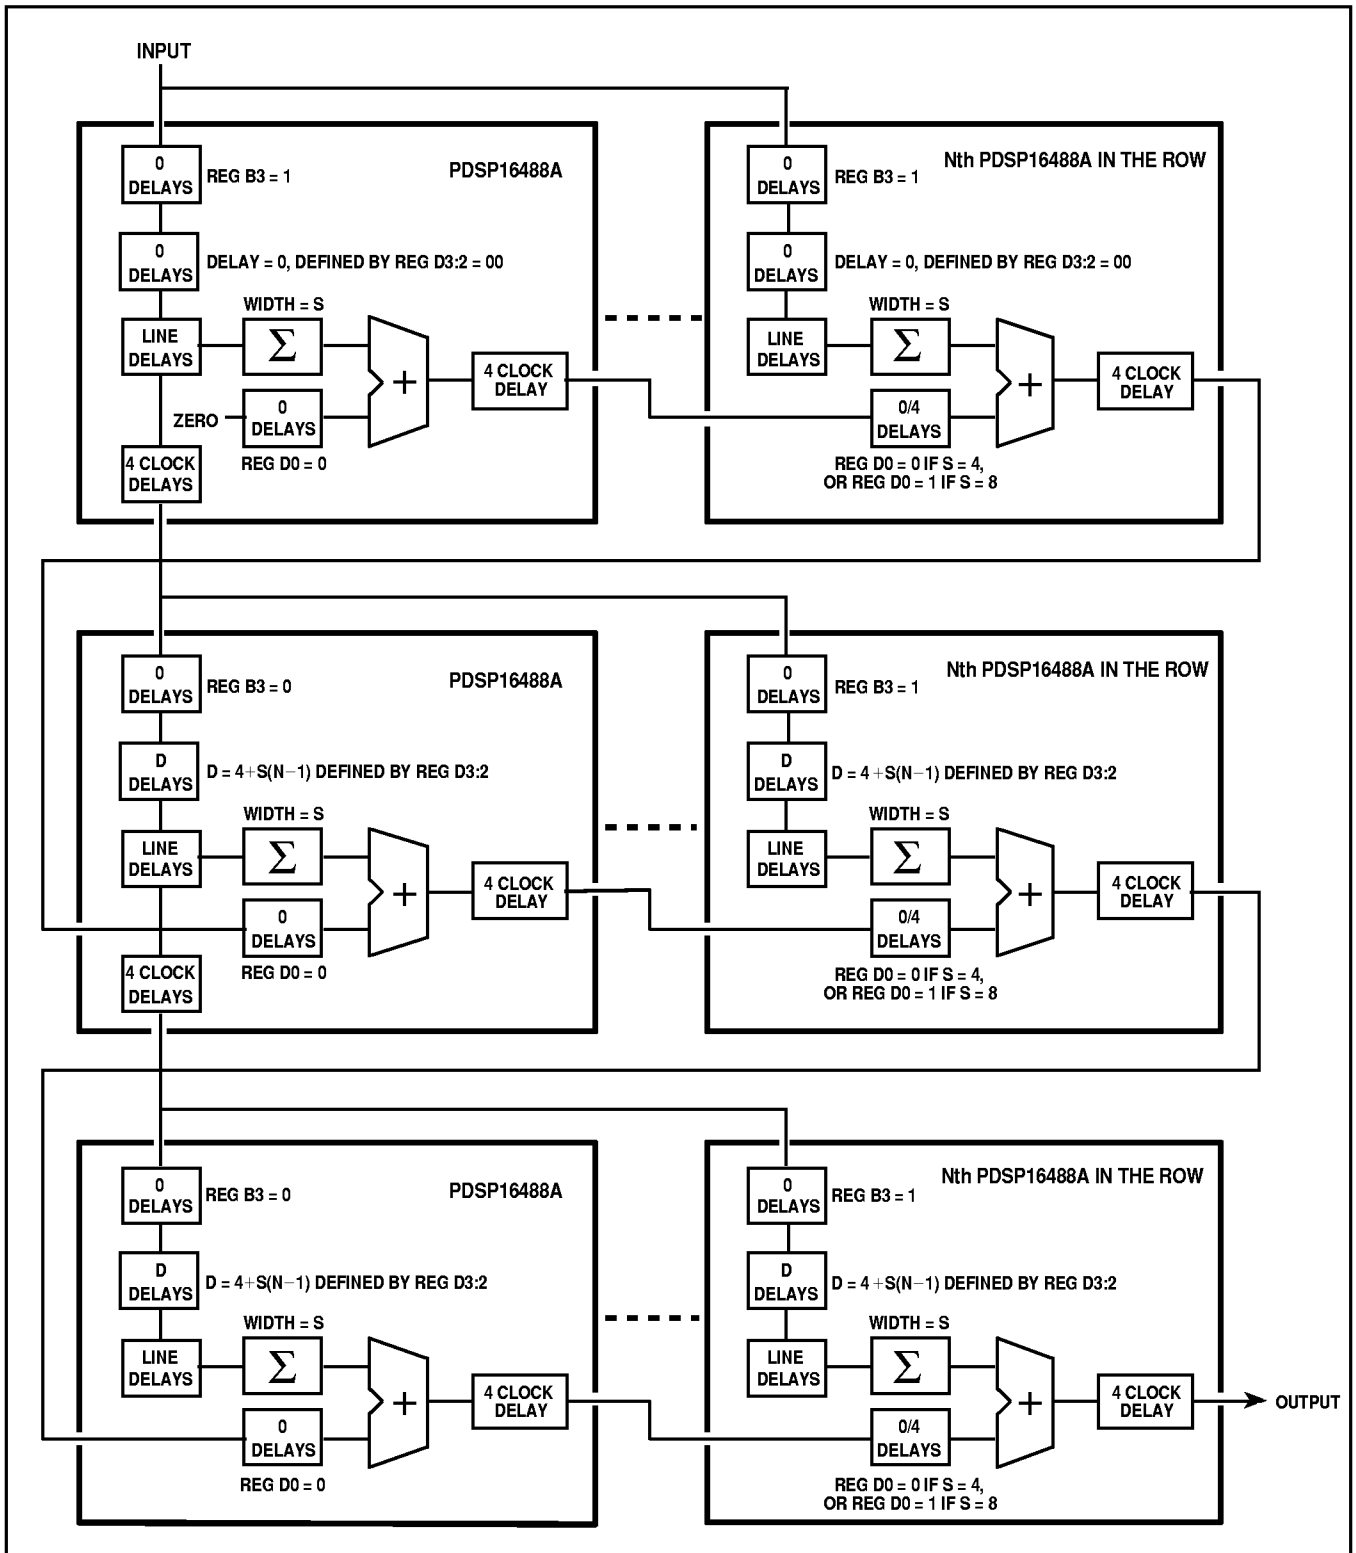 INPUT
0
DELAYS
REG B3 = 1
PDSP16488A
0
DELAYS
DELAY = 0, DEFINED BY REG D3:2 = 00
WIDTH = S
LINE
DELAYS
Σ
+
4 CLOCK
DELAY
ZERO
0
DELAYS
REG D0 = 0
4 CLOCK
DELAYS
Nth PDSP16488A IN THE ROW
0
DELAYS
REG B3 = 1
0
DELAYS
DELAY = 0, DEFINED BY REG D3:2 = 00
WIDTH = S
LINE
DELAYS
Σ
+
4 CLOCK
DELAY
0/4
DELAYS
REG D0 = 0 IF S = 4,
OR REG D0 = 1 IF S = 8
0
DELAYS
REG B3 = 0
PDSP16488A
D
DELAYS
D = 4+S(N−1) DEFINED BY REG D3:2
WIDTH = S
LINE
DELAYS
Σ
+
4 CLOCK
DELAY
0
DELAYS
REG D0 = 0
4 CLOCK
DELAYS
Nth PDSP16488A IN THE ROW
0
DELAYS
REG B3 = 1
D
DELAYS
D = 4+S(N−1) DEFINED BY REG D3:2
WIDTH = S
LINE
DELAYS
Σ
+
4 CLOCK
DELAY
0/4
DELAYS
REG D0 = 0 IF S = 4,
OR REG D0 = 1 IF S = 8
0
DELAYS
REG B3 = 0
PDSP16488A
D
DELAYS
D = 4+S(N−1) DEFINED BY REG D3:2
WIDTH = S
LINE
DELAYS
Σ
+
4 CLOCK
DELAY
0
DELAYS
REG D0 = 0
Nth PDSP16488A IN THE ROW
0
DELAYS
REG B3 = 1
D
DELAYS
D = 4+S(N−1) DEFINED BY REG D3:2
WIDTH = S
LINE
DELAYS
Σ
+
4 CLOCK
DELAY
OUTPUT
0/4
DELAYS
REG D0 = 0 IF S = 4,
OR REG D0 = 1 IF S = 8